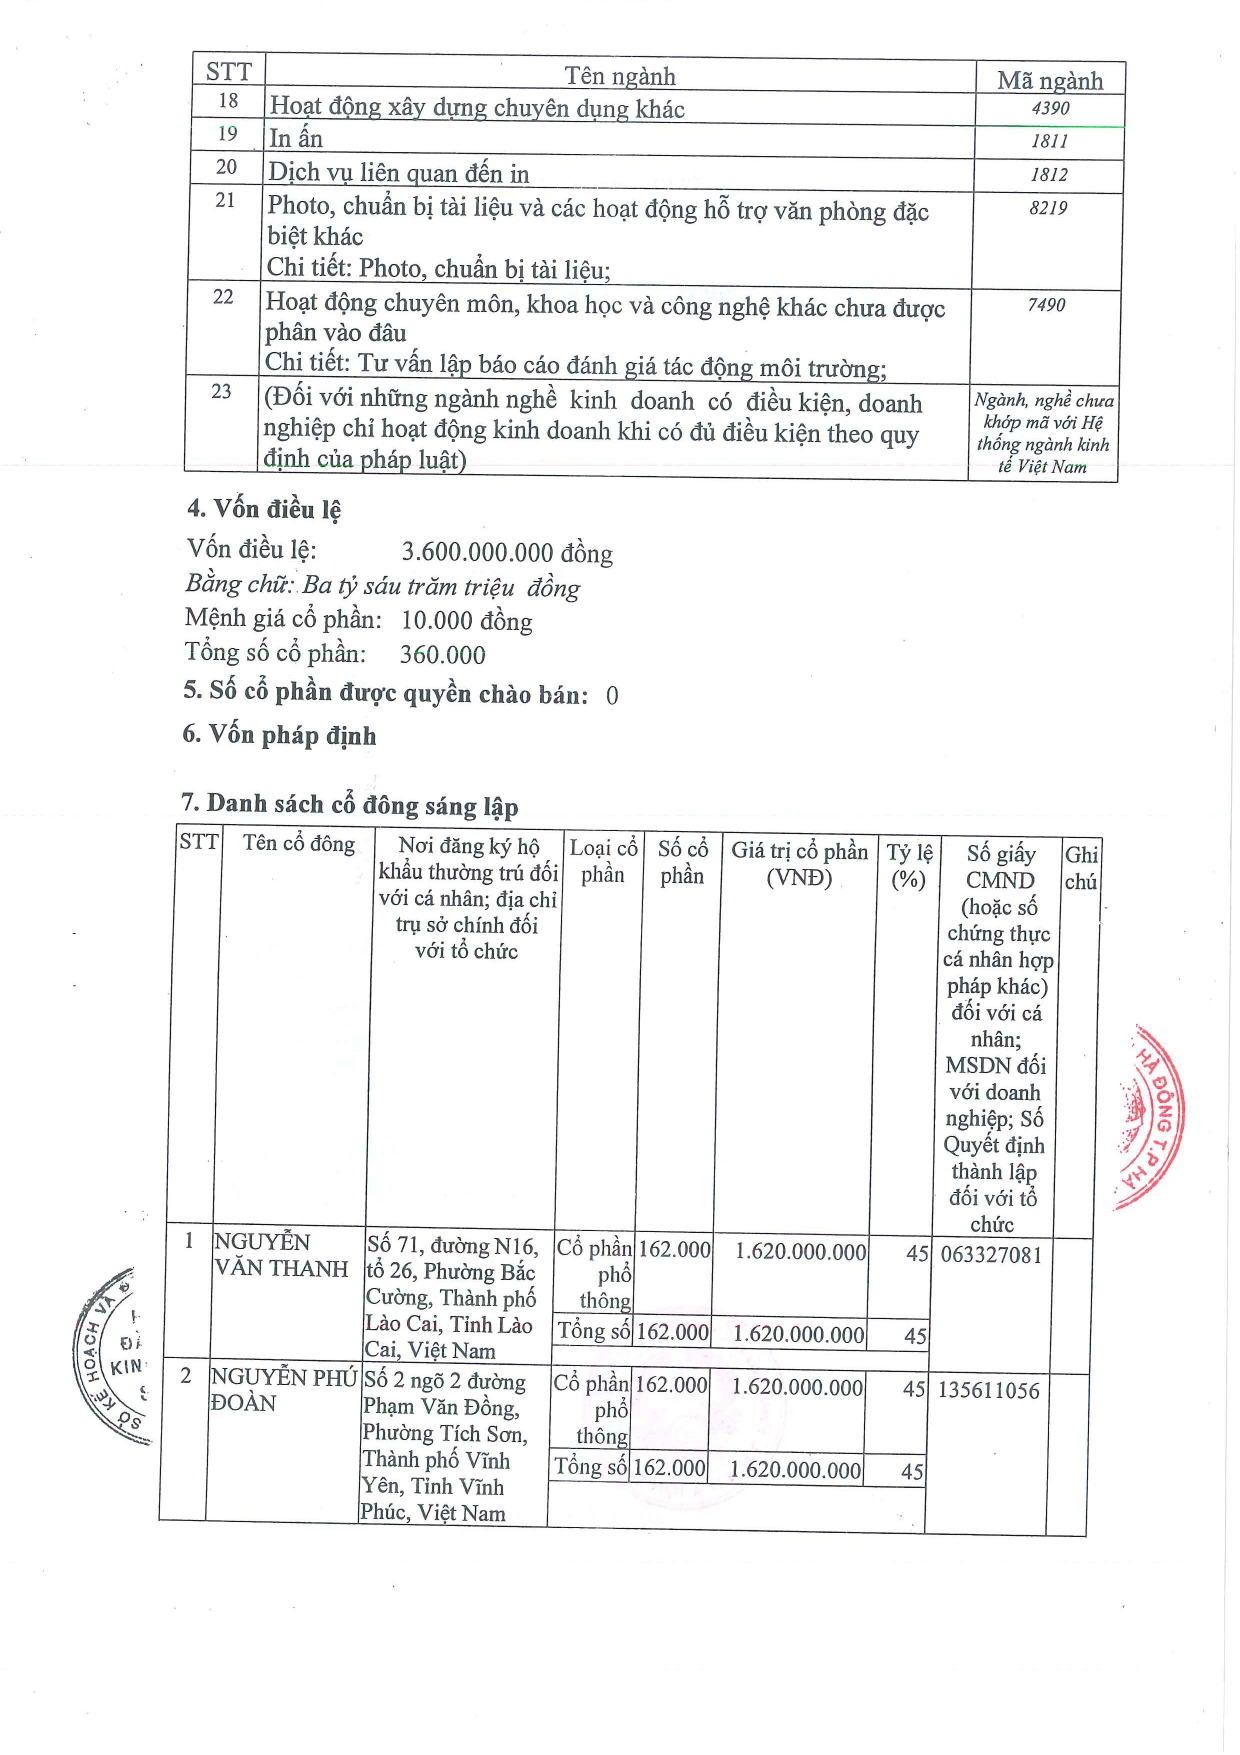 STT Tên ngành Mã ngành
18 Hoạt động xây dựng chuyên dụng khác 4390
19 In ấn 1811
20 Dịch vụ liên quan đến in 1812
21 Photo, chuẩn bị tài liệu và các hoạt động hỗ trợ văn phòng đặc 8219
biệt khác
Chi tiết: Photo, chuẩn bị tài liệu;
22 Hoạt động chuyên môn, khoa học và công nghệ khác chưa được 7490
phân vào đâu
Chi tiết: Tư vấn lập báo cáo đánh giá tác động môi trường;
23 (Đối với những ngành nghề kinh doanh có điều kiện, doanh Ngành, nghề chưa
nghiệp chỉ hoạt động kinh doanh khi có đủ điều kiện theo quy khớp mã với Hệ
định của pháp luật) thống ngành kinh
tế Việt Nam
4. Vốn điều lệ
Vốn điều lệ: 3.600.000.000 đồng
Bằng chữ: Ba tỷ sáu trăm triệu đồng
Mệnh giá cổ phần: 10.000 đồng
Tổng số cổ phần: 360.000
5. Số cổ phần được quyền chào bán: 0
6. Vốn pháp định
7. Danh sách cổ đông sáng lập
STT Tên cổ đông Nơi đăng ký hộ Loại cổ Số cổ Giá trị cổ phần Tỷ lệ Số giấy Ghi
khẩu thường trú đối phần phần (VNĐ) (%) CMND chú
với cá nhân; địa chỉ (hoặc số
trụ sở chính đối chứng thực
với tổ chức cá nhân hợp
pháp khác)
đối với cá
nhân;
MSDN đối
với doanh
nghiệp; Số
Quyết định
thành lập
đối với tổ
chức
1 NGUYỄN Số 71, đường N16, Cổ phần 162.000 1.620.000.000 45 063327081
VĂN THANH tổ 26, Phường Bắc phổ
Cường, Thành phố thông
Lào Cai, Tỉnh Lào Tổng số 162.000 1.620.000.000 45
Cai, Việt Nam
2 NGUYỄN PHÚ Số 2 ngõ 2 đường Cổ phần 162.000 1.620.000.000 45 135611056
ĐOÀN Phạm Văn Đồng, phổ
Phường Tích Sơn, thông
Thành phố Vĩnh Tổng số 162.000 1.620.000.000 45
Yên, Tỉnh Vĩnh
Phúc, Việt Nam
HÀ ĐÔNG T.P HÀ
SỞ KẾ HOẠCH VÀ Đ
KIN